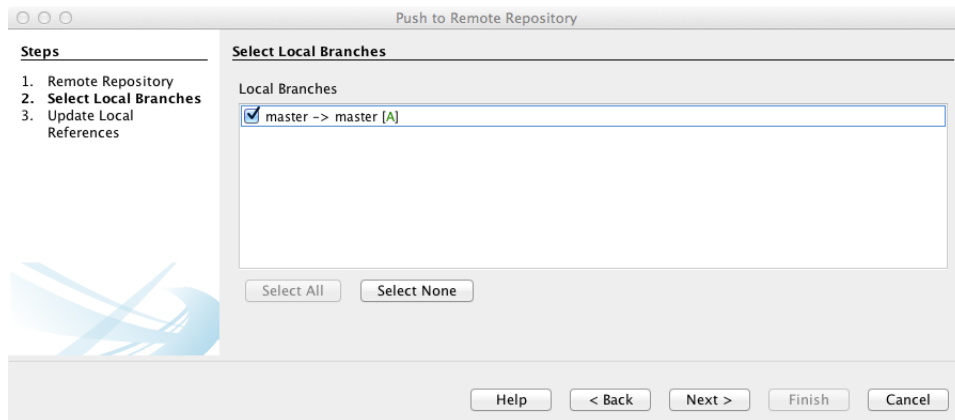 Push to Remote Repository
Steps
1. Remote Repository
2. Select Local Branches
3. Update Local
References
Select Local Branches
Local Branches
master -> master [A]
Select All
Select None
Help
< Back
Next >
Finish
Cancel